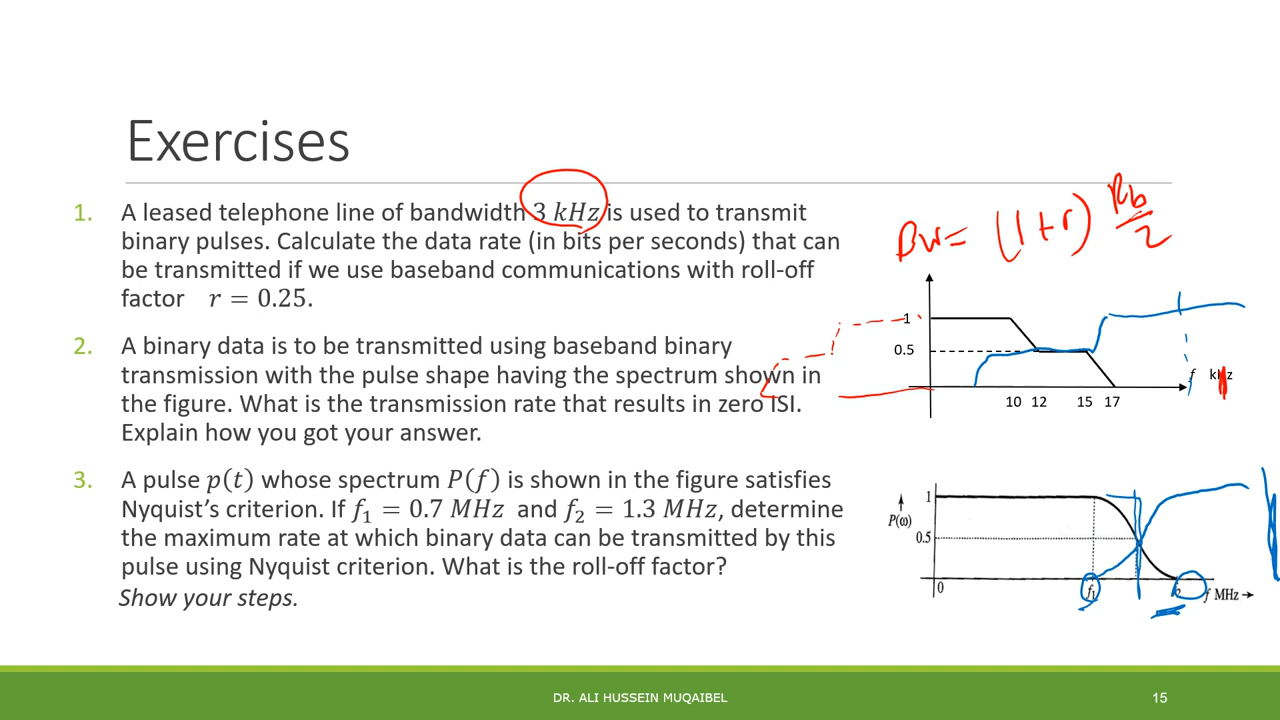 Exercises
1. A leased telephone line of bandwidth 3 kHz is used to transmit
binary pulses. Calculate the data rate (in bits per seconds) that can
be transmitted if we use baseband communications with roll-off
factor r = 0.25.
2. A binary data is to be transmitted using baseband binary
transmission with the pulse shape having the spectrum shown in
the figure. What is the transmission rate that results in zero ISI.
Explain how you got your answer.
3. A pulse p(t) whose spectrum P(f) is shown in the figure satisfies
Nyquist’s criterion. If f₁ = 0.7 MHz and f₂ = 1.3 MHz, determine
the maximum rate at which binary data can be transmitted by this
pulse using Nyquist criterion. What is the roll-off factor?
Show your steps.
BW = (1+r) Rb/2
1
0.5
f kHz
10 12 15 17
1
P(ω)
0.5
0 f₁ f MHz
DR. ALI HUSSEIN MUQAIBEL
15